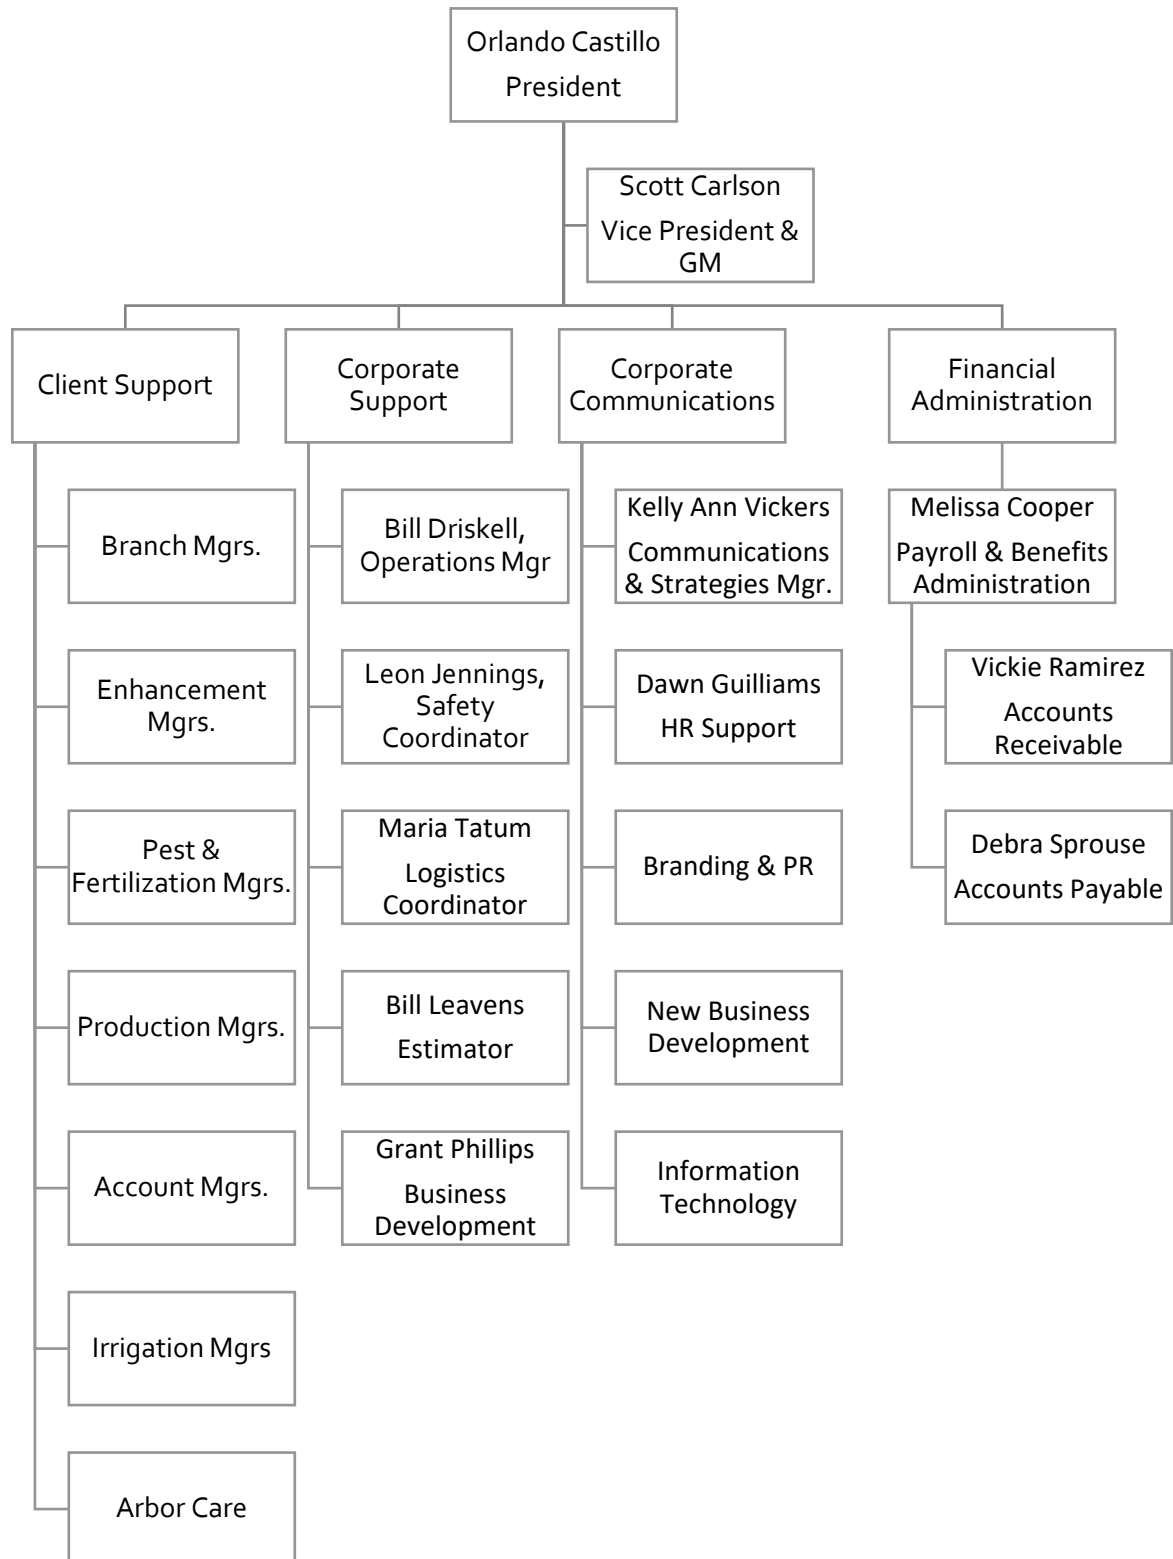 Orlando Castillo
President
Scott Carlson
Vice President &
GM
Client Support
Branch Mgrs.
Enhancement
Mgrs.
Pest &
Fertilization Mgrs.
Production Mgrs.
Account Mgrs.
Irrigation Mgrs
Arbor Care
Corporate
Support
Bill Driskell,
Operations Mgr
Leon Jennings,
Safety
Coordinator
Maria Tatum
Logistics
Coordinator
Bill Leavens
Estimator
Grant Phillips
Business
Development
Corporate
Communications
Kelly Ann Vickers
Communications
& Strategies Mgr.
Dawn Guilliams
HR Support
Branding & PR
New Business
Development
Information
Technology
Financial
Administration
Melissa Cooper
Payroll & Benefits
Administration
Vickie Ramirez
Accounts
Receivable
Debra Sprouse
Accounts Payable